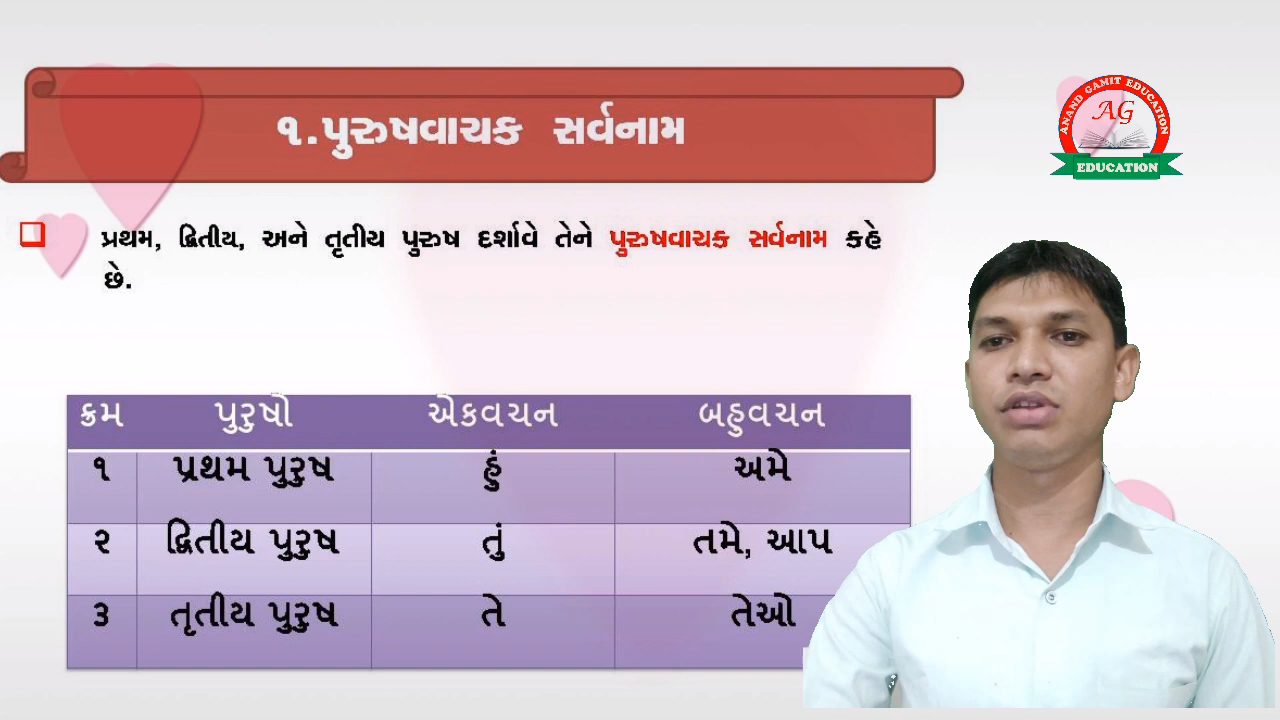 ૧.પુરુષવાચક સર્વનામ
ANAND GAMIT EDUCATION
AG
EDUCATION
પ્રથમ, દ્વિતીય, અને તૃતીય પુરુષ દર્શાવે તેને પુરુષવાચક સર્વનામ કહે
છે.
ક્રમ પુરુષો એકવચન બહુવચન
૧ પ્રથમ પુરુષ હું અમે
૨ દ્વિતીય પુરુષ તું તમે, આપ
૩ તૃતીય પુરુષ તે તેઓ